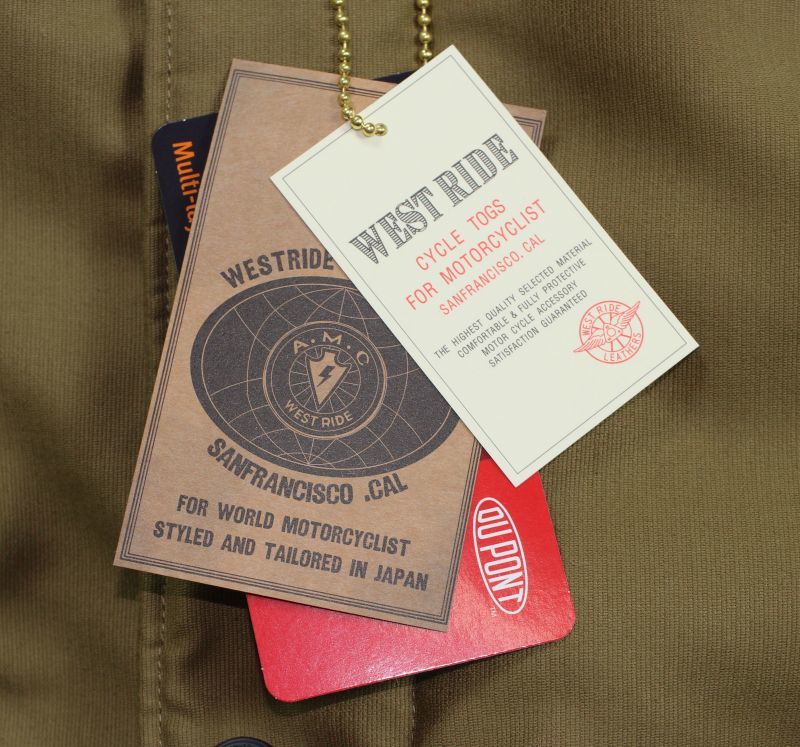 Multi-lay
WESTRIDE
A.M.C
WEST RIDE
SANFRANCISCO .CAL
FOR WORLD MOTORCYCLIST
STYLED AND TAILORED IN JAPAN
WEST RIDE
CYCLE TOGS
FOR MOTORCYCLIST
SANFRANCISCO. CAL
THE HIGHEST QUALITY SELECTED MATERIAL
COMFORTABLE & FULLY PROTECTIVE
MOTOR CYCLE ACCESSORY
SATISFACTION GUARANTEED
WEST RIDE
LEATHERS
DUPONT
TM